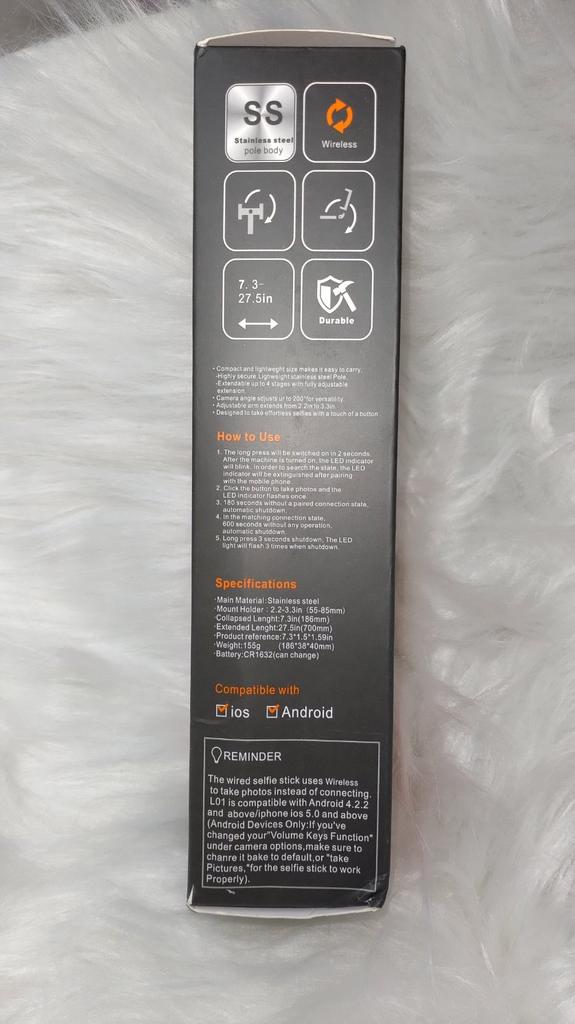 SS
Stainless steel
pole body
Wireless
7. 3-
27.5in
Durable
· Compact and lightweight size makes it easy to carry.
·Highly secure Lignweight stainless steel Pole.
·Extendable up to 4 stages with fully adjustable
extension.
· Camera angle adjusts ur to 200°for versatility.
· Adjustable arm extends from 2.2in to 3.3in.
· Designed to take effortless selfies with a touch of a button
How to Use
1. The long press will be switched on in 2 seconds.
After the machine is turned on, the LED indicator
will blink. in order to search the state, the LED
indicator will be extinguished after pairing
with the mobile phone.
2. Click the button to take photos and the
LED indicator flashes once.
3. 180 seconds without a paired connection state,
automatic shutdown.
4. In the matching connection state,
600 seconds without any operation,
automatic shutdown.
5. Long press 3 seconds shutdown, The LED
light will flash 3 times when shutdown.
Specifications
·Main Material:Stainless steel
·Mount Holder : 2.2-3.3in (55-85mm)
·Collapsed Lenght:7.3in(186mm)
·Extended Lenght:27.5in(700mm)
·Product reference:7.3*1.5*1.59in
·Weight:155g (186*38*40mm)
·Battery:CR1632(can change)
Compatible with
ios Android
REMINDER
The wired selfie stick uses Wireless
to take photos instead of connecting.
L01 is compatible with Android 4.2.2
and above/iphone ios 5.0 and above
(Android Devices Only:If you've
changed your"Volume Keys Function"
under camera options,make sure to
chanre it bake to default,or "take
Pictures,"for the selfie stick to work
Properly).